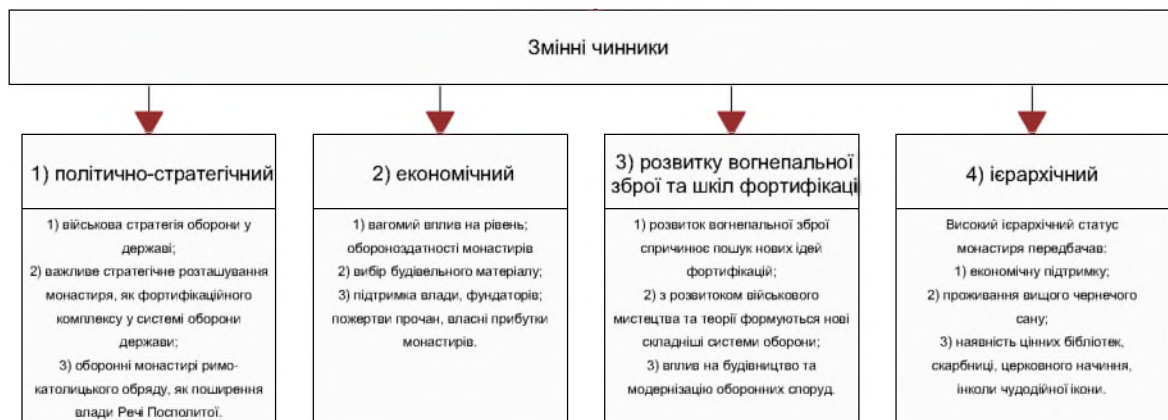 Змінні чинники
1) політично-стратегічний
1) військова стратегія оборони у
державі;
2) важливе стратегічне розташування
монастиря, як фортифікаційного
комплексу у системі оборони
держави;
3) оборонні монастирі римо-
католицького обряду, як поширення
влади Речі Посполитої.
2) економічний
1) вагомий вплив на рівень;
обороноздатності монастирів
2) вибір будівельного матеріалу;
3) підтримка влади, фундаторів;
пожертви прочан, власні прибутки
монастирів.
3) розвитку вогнепальної
зброї та шкіл фортифікаці
1) розвиток вогнепальної зброї
спричинює пошук нових ідей
фортифікацій;
2) з розвитком військового
мистецтва та теорії формуються нові
складніші системи оборони;
3) вплив на будівництво та
модернізацію оборонних споруд.
4) ієрархічний
Високий ієрархічний статус
монастиря передбачав:
1) економічну підтримку;
2) проживання вищого чернечого
сану;
3) наявність цінних бібліотек,
скарбниці, церковного начиння,
інколи чудодійної ікони.